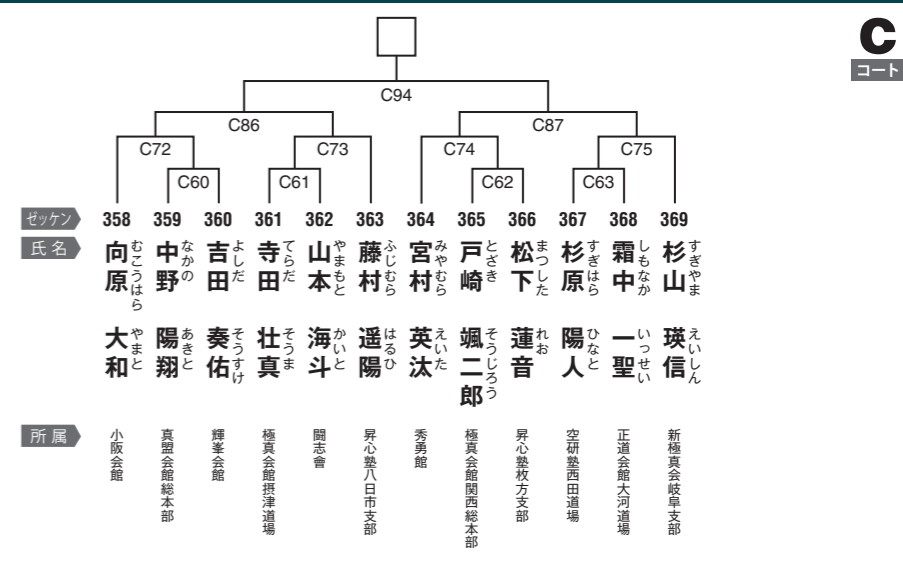 C
コート
C94
C86
C87
C72
C73
C74
C75
C60
C61
C62
C63
ゼッケン
358
359
360
361
362
363
364
365
366
367
368
369
氏名
向原 大和
むこうはら やまと
中野 陽翔
なかの あきと
吉田 奏佑
よしだ そうすけ
寺田 壮真
てらだ そうま
山本 海斗
やまもと かいと
藤村 遥陽
ふじむら はるひ
宮村 英汰
みやむら えいた
戸崎 颯二郎
とざき そうじろう
松下 蓮音
まつした れお
杉原 陽人
すぎはら ひなと
霜中 一聖
しもなか いっせい
杉山 瑛信
すぎやま えいしん
所属
小阪会館
真盟会館総本部
輝峯会館
極真会館摂津道場
闘志會
昇心塾八日市支部
秀勇館
極真会館関西総本部
昇心塾枚方支部
空研塾西田道場
正道会館大河道場
新極真会岐阜支部